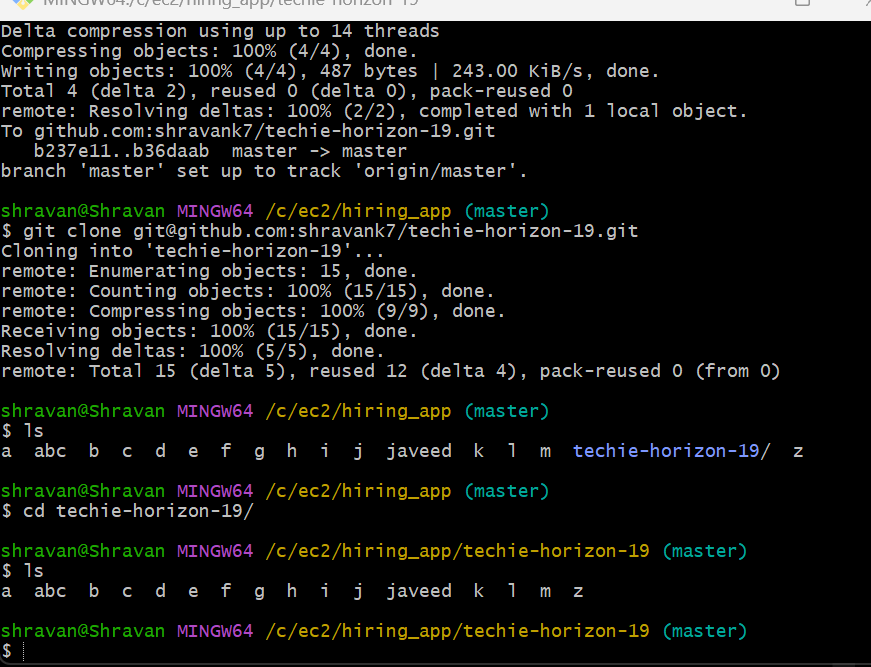 MINGW64:/c/ec2/hiring_app/techie-horizon-19
Delta compression using up to 14 threads
Compressing objects: 100% (4/4), done.
Writing objects: 100% (4/4), 487 bytes | 243.00 KiB/s, done.
Total 4 (delta 2), reused 0 (delta 0), pack-reused 0
remote: Resolving deltas: 100% (2/2), completed with 1 local object.
To github.com:shravank7/techie-horizon-19.git
   b237e11..b36daab  master -> master
branch 'master' set up to track 'origin/master'.
shravan@Shravan MINGW64 /c/ec2/hiring_app (master)
$ git clone git@github.com:shravank7/techie-horizon-19.git
Cloning into 'techie-horizon-19'...
remote: Enumerating objects: 15, done.
remote: Counting objects: 100% (15/15), done.
remote: Compressing objects: 100% (9/9), done.
Receiving objects: 100% (15/15), done.
Resolving deltas: 100% (5/5), done.
remote: Total 15 (delta 5), reused 12 (delta 4), pack-reused 0 (from 0)
shravan@Shravan MINGW64 /c/ec2/hiring_app (master)
$ ls
a  abc  b  c  d  e  f  g  h  i  j  javeed  k  l  m  techie-horizon-19/  z
shravan@Shravan MINGW64 /c/ec2/hiring_app (master)
$ cd techie-horizon-19/
shravan@Shravan MINGW64 /c/ec2/hiring_app/techie-horizon-19 (master)
$ ls
a  abc  b  c  d  e  f  g  h  i  j  javeed  k  l  m  z
shravan@Shravan MINGW64 /c/ec2/hiring_app/techie-horizon-19 (master)
$